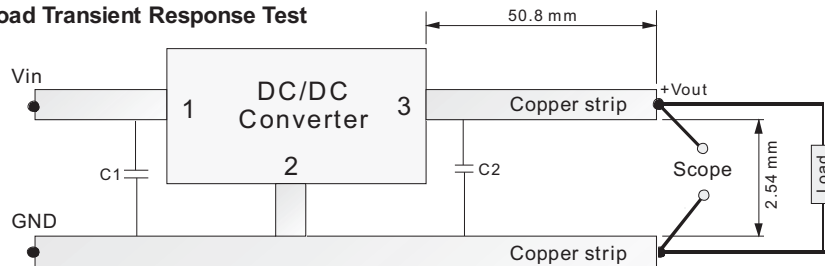 oad Transient Response Test
50.8 mm
Vin
DC/DC
Converter
1
3
2
Copper strip
+Vout
C1
C2
Scope
2.54 mm
Load
GND
Copper strip